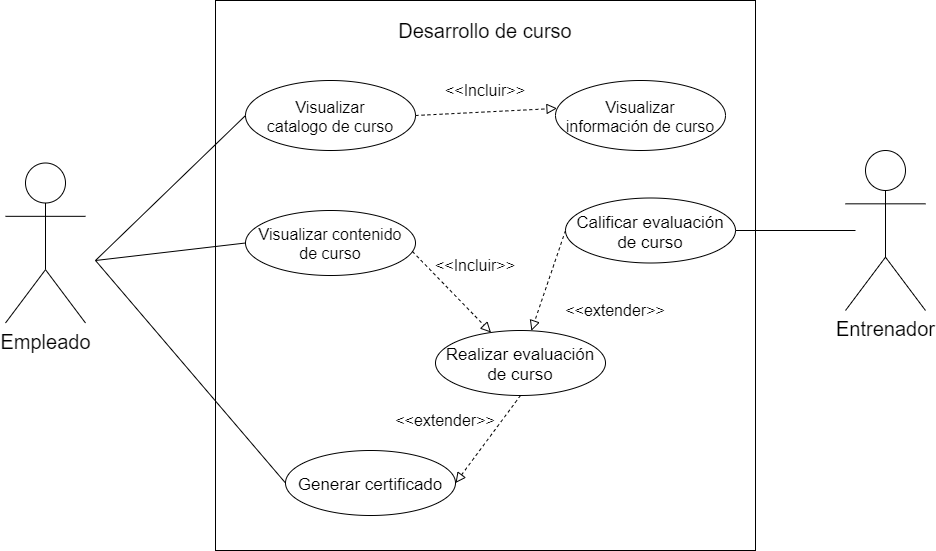 Desarrollo de curso
Visualizar
catalogo de curso
<<Incluir>>
Visualizar
información de curso
Visualizar contenido
de curso
<<Incluir>>
Calificar evaluación
de curso
<<extender>>
Empleado
Entrenador
Realizar evaluación
de curso
<<extender>>
Generar certificado